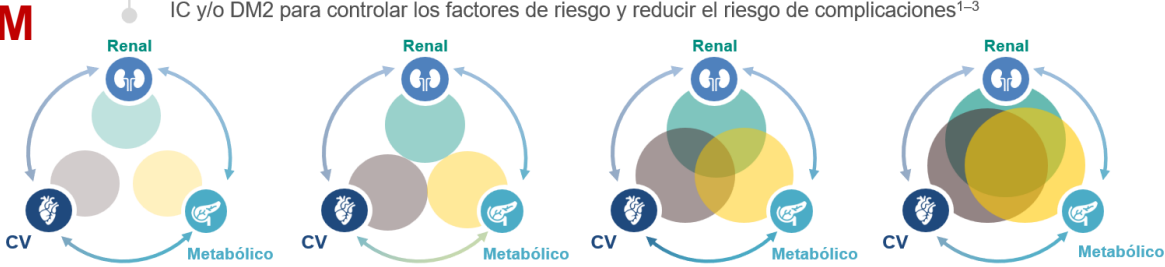 M
IC y/o DM2 para controlar los factores de riesgo y reducir el riesgo de complicaciones¹⁻³
Renal
Renal
Renal
Renal
CV
Metabólico
CV
Metabólico
CV
Metabólico
CV
Metabólico